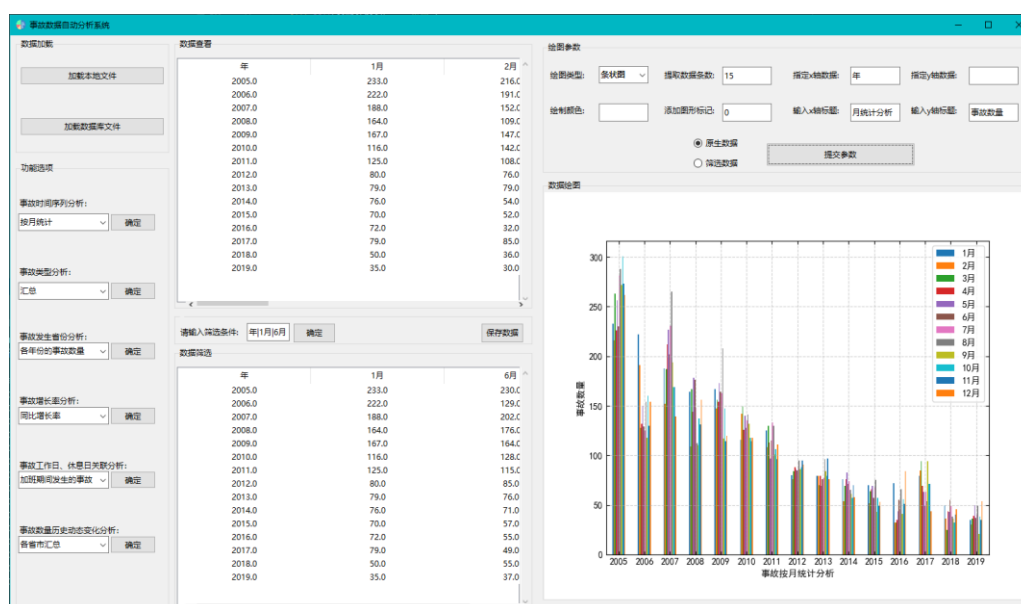 事故数据自动分析系统
数据加载
加载本地文件
加载数据库文件
功能选项
事故时间序列分析:
按月统计 确定
事故类型分析:
汇总 确定
事故发生省份分析:
各年份的事故数量 确定
事故增长率分析:
同比增长率 确定
事故工作日、休息日关联分析:
加班期间发生的事故 确定
事故数量历史动态变化分析:
各省市汇总 确定
数据查看
年 1月 2月
2005.0 233.0 216.0
2006.0 222.0 191.0
2007.0 188.0 152.0
2008.0 164.0 109.0
2009.0 167.0 147.0
2010.0 116.0 142.0
2011.0 125.0 108.0
2012.0 80.0 76.0
2013.0 79.0 79.0
2014.0 76.0 54.0
2015.0 70.0 52.0
2016.0 72.0 32.0
2017.0 79.0 85.0
2018.0 50.0 36.0
2019.0 35.0 30.0
请输入筛选条件: 年|1月|6月 确定 保存数据
数据筛选
年 1月 6月
2005.0 233.0 230.0
2006.0 222.0 129.0
2007.0 188.0 202.0
2008.0 164.0 176.0
2009.0 167.0 164.0
2010.0 116.0 128.0
2011.0 125.0 115.0
2012.0 80.0 85.0
2013.0 79.0 76.0
2014.0 76.0 71.0
2015.0 70.0 57.0
2016.0 72.0 55.0
2017.0 79.0 49.0
2018.0 50.0 55.0
2019.0 35.0 37.0
绘图参数
绘图类型: 条状图 提取数据条数: 15 指定x轴数据: 年 指定y轴数据:
绘制颜色: 添加图形标记: 0 输入x轴标题: 月统计分析 输入y轴标题: 事故数量
原生数据
筛选数据
提交参数
数据绘图
300
200
150
100
50
0
事故数量
1月
2月
3月
4月
5月
6月
7月
8月
9月
10月
11月
12月
2005 2006 2007 2008 2009 2010 2011 2012 2013 2014 2015 2016 2017 2018 2019
事故按月统计分析